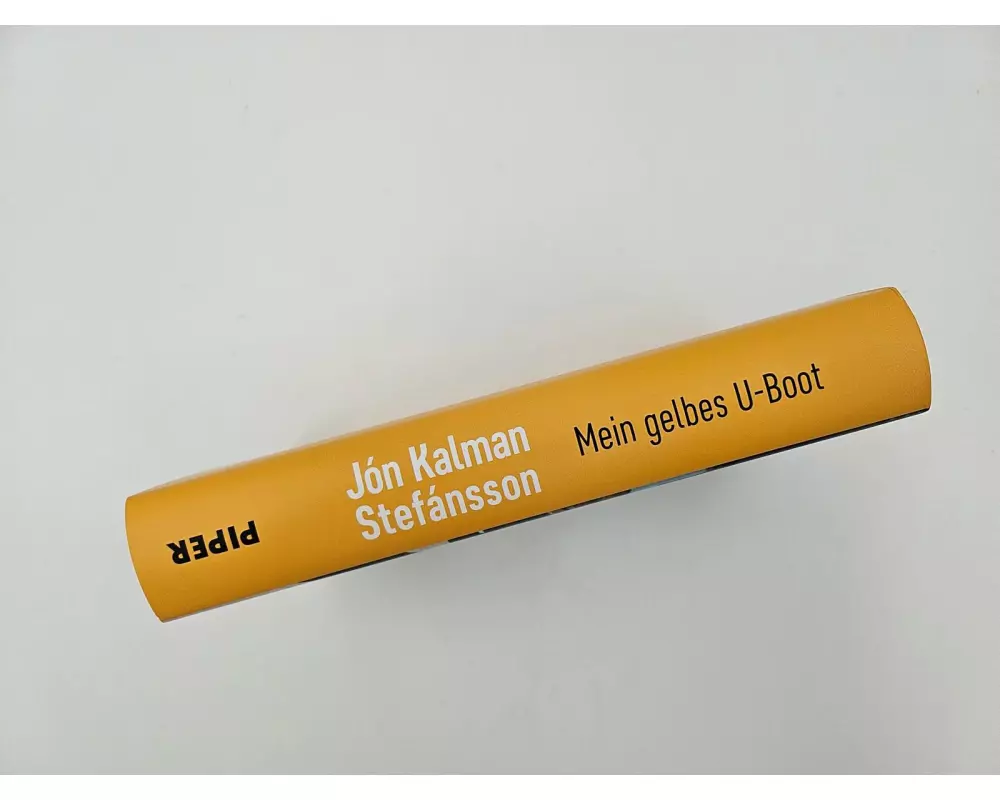 Jón Kalman
Stefánsson
Mein gelbes U-Boot
PIPER